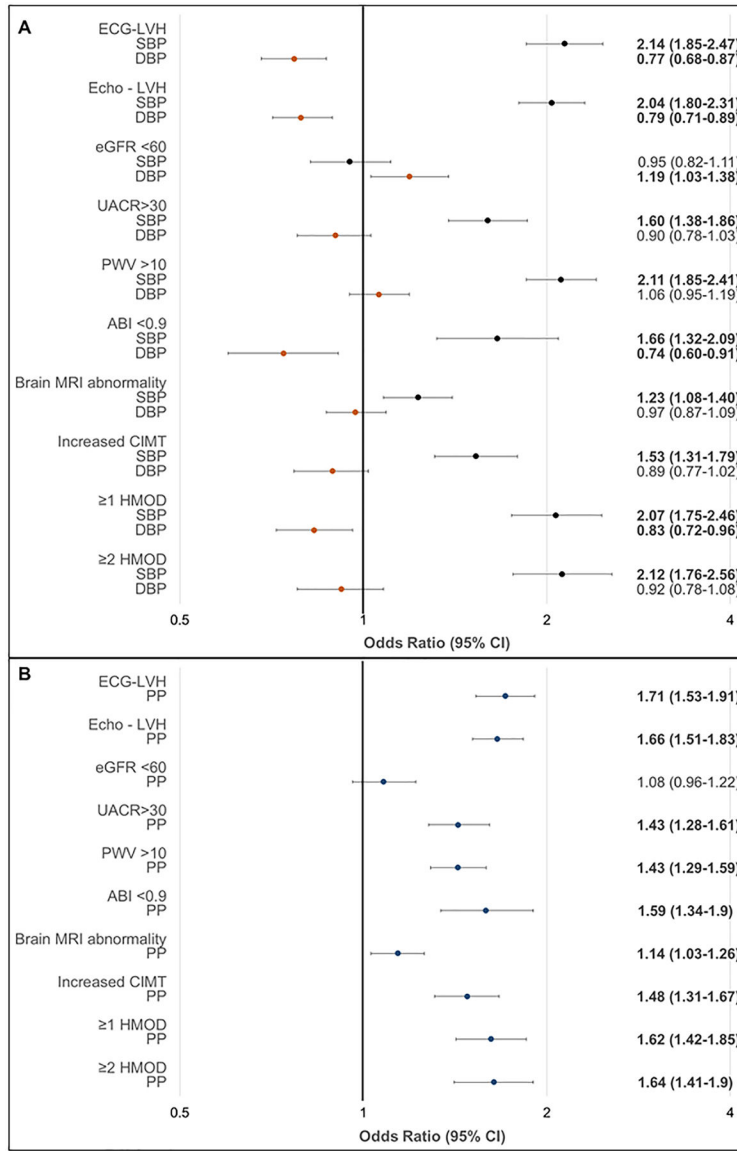 A
ECG-LVH
SBP 2.14 (1.85-2.47)
DBP 0.77 (0.68-0.87)
Echo - LVH
SBP 2.04 (1.80-2.31)
DBP 0.79 (0.71-0.89)
eGFR <60
SBP 0.95 (0.82-1.11)
DBP 1.19 (1.03-1.38)
UACR>30
SBP 1.60 (1.38-1.86)
DBP 0.90 (0.78-1.03)
PWV >10
SBP 2.11 (1.85-2.41)
DBP 1.06 (0.95-1.19)
ABI <0.9
SBP 1.66 (1.32-2.09)
DBP 0.74 (0.60-0.91)
Brain MRI abnormality
SBP 1.23 (1.08-1.40)
DBP 0.97 (0.87-1.09)
Increased CIMT
SBP 1.53 (1.31-1.79)
DBP 0.89 (0.77-1.02)
≥1 HMOD
SBP 2.07 (1.75-2.46)
DBP 0.83 (0.72-0.96)
≥2 HMOD
SBP 2.12 (1.76-2.56)
DBP 0.92 (0.78-1.08)
0.5 1 2 4
Odds Ratio (95% CI)
B
ECG-LVH
PP 1.71 (1.53-1.91)
Echo - LVH
PP 1.66 (1.51-1.83)
eGFR <60
PP 1.08 (0.96-1.22)
UACR>30
PP 1.43 (1.28-1.61)
PWV >10
PP 1.43 (1.29-1.59)
ABI <0.9
PP 1.59 (1.34-1.9)
Brain MRI abnormality
PP 1.14 (1.03-1.26)
Increased CIMT
PP 1.48 (1.31-1.67)
≥1 HMOD
PP 1.62 (1.42-1.85)
≥2 HMOD
PP 1.64 (1.41-1.9)
0.5 1 2 4
Odds Ratio (95% CI)